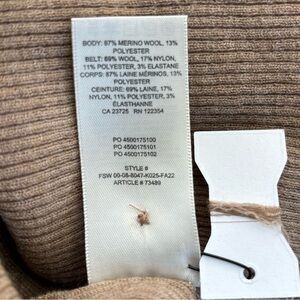 BODY: 87% MERINO WOOL, 13%
POLYESTER
BELT: 69% WOOL, 17% NYLON,
11% POLYESTER, 3% ELASTANE
CORPS: 87% LAINE MÉRINOS, 13%
POLYESTER
CEINTURE: 69% LAINE, 17%
NYLON, 11% POLYESTER, 3%
ÉLASTHANNE
CA 23725 RN 122354
PO 4500175100
PO 4500175101
PO 4500175102
STYLE #
FSW 00-08-8047-K025-FA22
ARTICLE # 73489